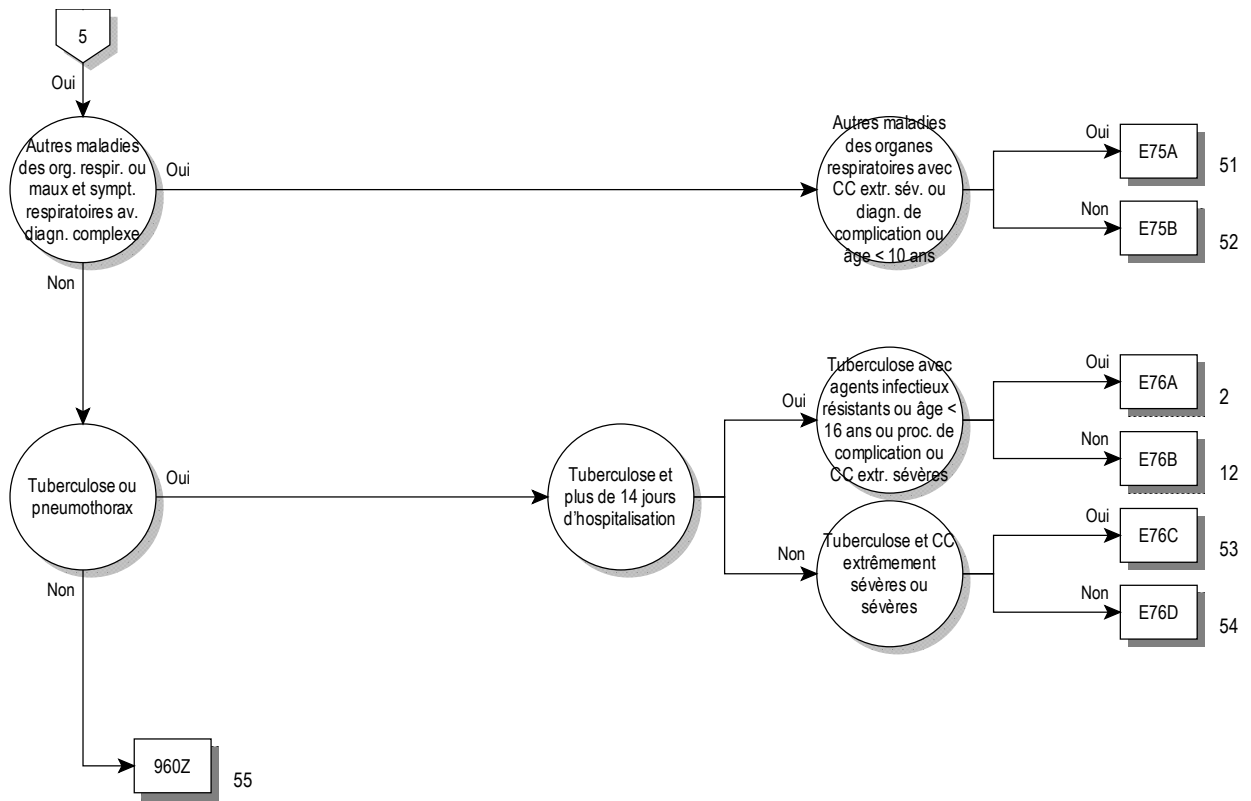 5
Oui
Autres maladies
des org. respir. ou
maux et sympt.
respiratoires av.
diagn. complexe
Oui
Autres maladies
des organes
respiratoires avec
CC extr. sév. ou
diagn. de
complication ou
âge < 10 ans
Oui
E75A
51
Non
E75B
52
Non
Tuberculose ou
pneumothorax
Oui
Tuberculose et
plus de 14 jours
d'hospitalisation
Oui
Tuberculose avec
agents infectieux
résistants ou âge <
16 ans ou proc. de
complication ou
CC extr. sévères
Oui
E76A
2
Non
E76B
12
Non
Tuberculose et CC
extrêmement
sévères ou
sévères
Oui
E76C
53
Non
E76D
54
Non
960Z
55